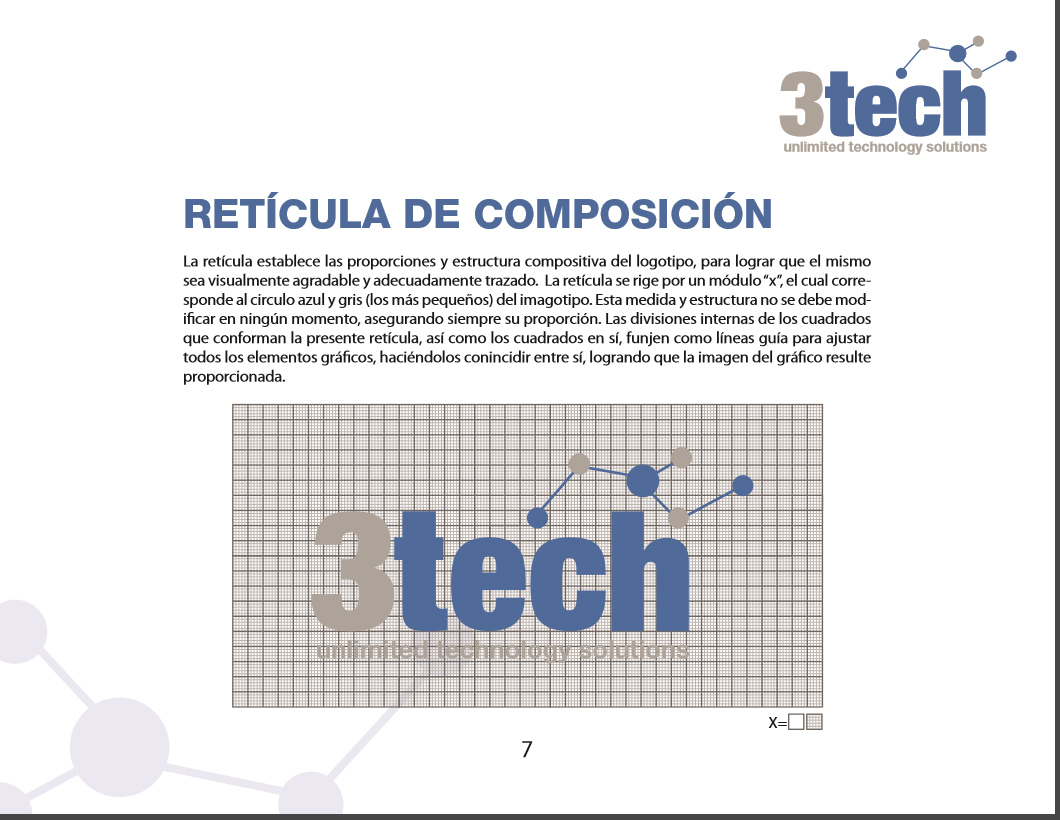 3tech
unlimited technology solutions
RETÍCULA DE COMPOSICIÓN
La retícula establece las proporciones y estructura compositiva del logotipo, para lograr que el mismo
sea visualmente agradable y adecuadamente trazado. La retícula se rige por un módulo “x”, el cual corre-
sponde al circulo azul y gris (los más pequeños) del imagotipo. Esta medida y estructura no se debe mod-
ificar en ningún momento, asegurando siempre su proporción. Las divisiones internas de los cuadrados
que conforman la presente retícula, así como los cuadrados en sí, funjen como líneas guía para ajustar
todos los elementos gráficos, haciéndolos conincidir entre sí, logrando que la imagen del gráfico resulte
proporcionada.
3tech
unlimited technology solutions
X=
7